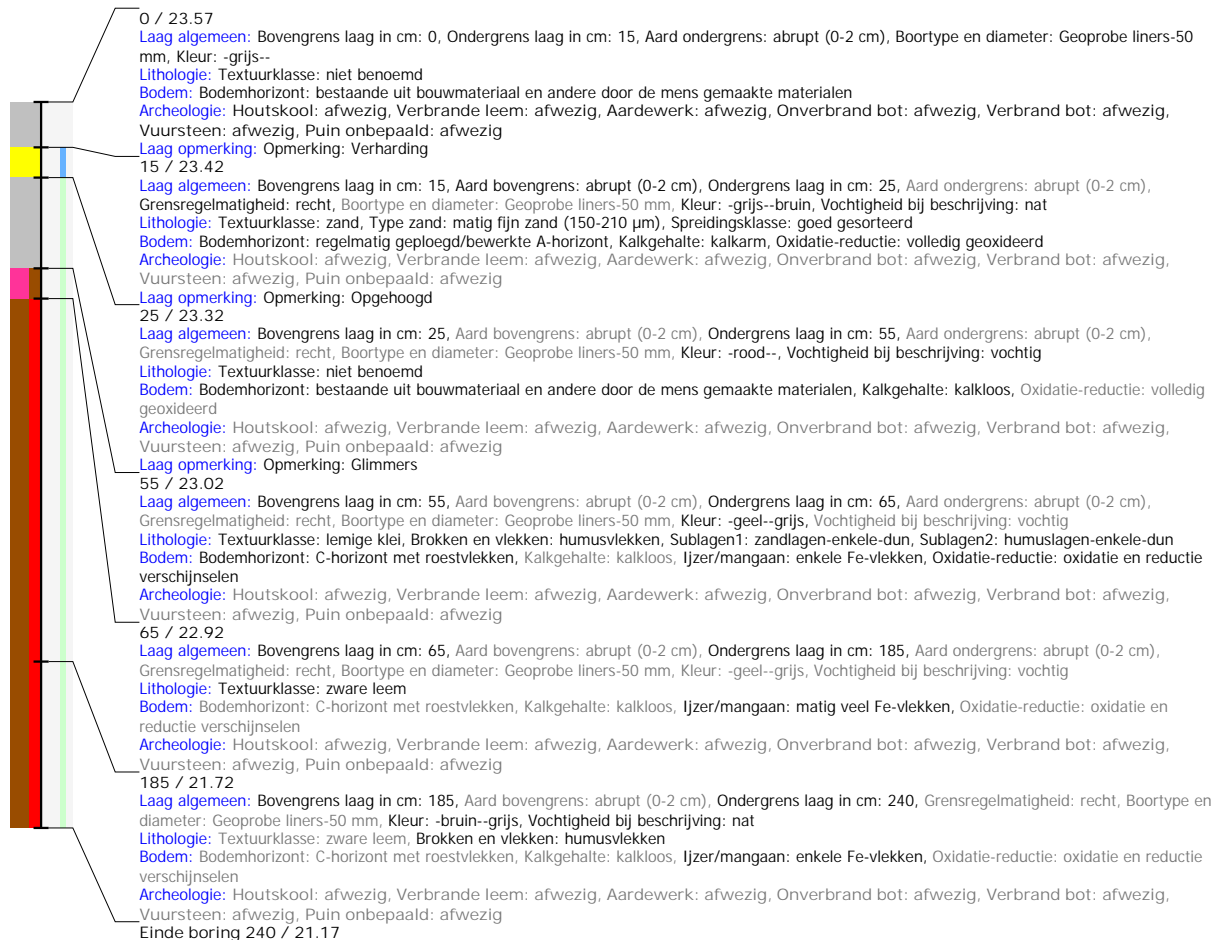 0 / 23.57
Laag algemeen: Bovengrens laag in cm: 0, Ondergrens laag in cm: 15, Aard ondergrens: abrupt (0-2 cm), Boortype en diameter: Geoprobe liners-50
mm, Kleur: -grijs--
Lithologie: Textuurklasse: niet benoemd
Bodem: Bodemhorizont: bestaande uit bouwmateriaal en andere door de mens gemaakte materialen
Archeologie: Houtskool: afwezig, Verbrande leem: afwezig, Aardewerk: afwezig, Onverbrand bot: afwezig, Verbrand bot: afwezig,
Vuursteen: afwezig, Puin onbepaald: afwezig
Laag opmerking: Opmerking: Verharding
15 / 23.42
Laag algemeen: Bovengrens laag in cm: 15, Aard bovengrens: abrupt (0-2 cm), Ondergrens laag in cm: 25, Aard ondergrens: abrupt (0-2 cm),
Grensregelmatigheid: recht, Boortype en diameter: Geoprobe liners-50 mm, Kleur: -grijs--bruin, Vochtigheid bij beschrijving: nat
Lithologie: Textuurklasse: zand, Type zand: matig fijn zand (150-210 µm), Spreidingsklasse: goed gesorteerd
Bodem: Bodemhorizont: regelmatig geploegd/bewerkte A-horizont, Kalkgehalte: kalkarm, Oxidatie-reductie: volledig geoxideerd
Archeologie: Houtskool: afwezig, Verbrande leem: afwezig, Aardewerk: afwezig, Onverbrand bot: afwezig, Verbrand bot: afwezig,
Vuursteen: afwezig, Puin onbepaald: afwezig
Laag opmerking: Opmerking: Opgehoogd
25 / 23.32
Laag algemeen: Bovengrens laag in cm: 25, Aard bovengrens: abrupt (0-2 cm), Ondergrens laag in cm: 55, Aard ondergrens: abrupt (0-2 cm),
Grensregelmatigheid: recht, Boortype en diameter: Geoprobe liners-50 mm, Kleur: -rood--, Vochtigheid bij beschrijving: vochtig
Lithologie: Textuurklasse: niet benoemd
Bodem: Bodemhorizont: bestaande uit bouwmateriaal en andere door de mens gemaakte materialen, Kalkgehalte: kalkloos, Oxidatie-reductie: volledig
geoxideerd
Archeologie: Houtskool: afwezig, Verbrande leem: afwezig, Aardewerk: afwezig, Onverbrand bot: afwezig, Verbrand bot: afwezig,
Vuursteen: afwezig, Puin onbepaald: afwezig
Laag opmerking: Opmerking: Glimmers
55 / 23.02
Laag algemeen: Bovengrens laag in cm: 55, Aard bovengrens: abrupt (0-2 cm), Ondergrens laag in cm: 65, Aard ondergrens: abrupt (0-2 cm),
Grensregelmatigheid: recht, Boortype en diameter: Geoprobe liners-50 mm, Kleur: -geel--grijs, Vochtigheid bij beschrijving: vochtig
Lithologie: Textuurklasse: lemige klei, Brokken en vlekken: humusvlekken, Sublagen1: zandlagen-enkele-dun, Sublagen2: humuslagen-enkele-dun
Bodem: Bodemhorizont: C-horizont met roestvlekken, Kalkgehalte: kalkloos, Ijzer/mangaan: enkele Fe-vlekken, Oxidatie-reductie: oxidatie en reductie
verschijnselen
Archeologie: Houtskool: afwezig, Verbrande leem: afwezig, Aardewerk: afwezig, Onverbrand bot: afwezig, Verbrand bot: afwezig,
Vuursteen: afwezig, Puin onbepaald: afwezig
65 / 22.92
Laag algemeen: Bovengrens laag in cm: 65, Aard bovengrens: abrupt (0-2 cm), Ondergrens laag in cm: 185, Aard ondergrens: abrupt (0-2 cm),
Grensregelmatigheid: recht, Boortype en diameter: Geoprobe liners-50 mm, Kleur: -geel--grijs, Vochtigheid bij beschrijving: vochtig
Lithologie: Textuurklasse: zware leem
Bodem: Bodemhorizont: C-horizont met roestvlekken, Kalkgehalte: kalkloos, Ijzer/mangaan: matig veel Fe-vlekken, Oxidatie-reductie: oxidatie en
reductie verschijnselen
Archeologie: Houtskool: afwezig, Verbrande leem: afwezig, Aardewerk: afwezig, Onverbrand bot: afwezig, Verbrand bot: afwezig,
Vuursteen: afwezig, Puin onbepaald: afwezig
185 / 21.72
Laag algemeen: Bovengrens laag in cm: 185, Aard bovengrens: abrupt (0-2 cm), Ondergrens laag in cm: 240, Grensregelmatigheid: recht, Boortype en
diameter: Geoprobe liners-50 mm, Kleur: -bruin--grijs, Vochtigheid bij beschrijving: nat
Lithologie: Textuurklasse: zware leem, Brokken en vlekken: humusvlekken
Bodem: Bodemhorizont: C-horizont met roestvlekken, Kalkgehalte: kalkloos, Ijzer/mangaan: enkele Fe-vlekken, Oxidatie-reductie: oxidatie en reductie
verschijnselen
Archeologie: Houtskool: afwezig, Verbrande leem: afwezig, Aardewerk: afwezig, Onverbrand bot: afwezig, Verbrand bot: afwezig,
Vuursteen: afwezig, Puin onbepaald: afwezig
Einde boring 240 / 21.17